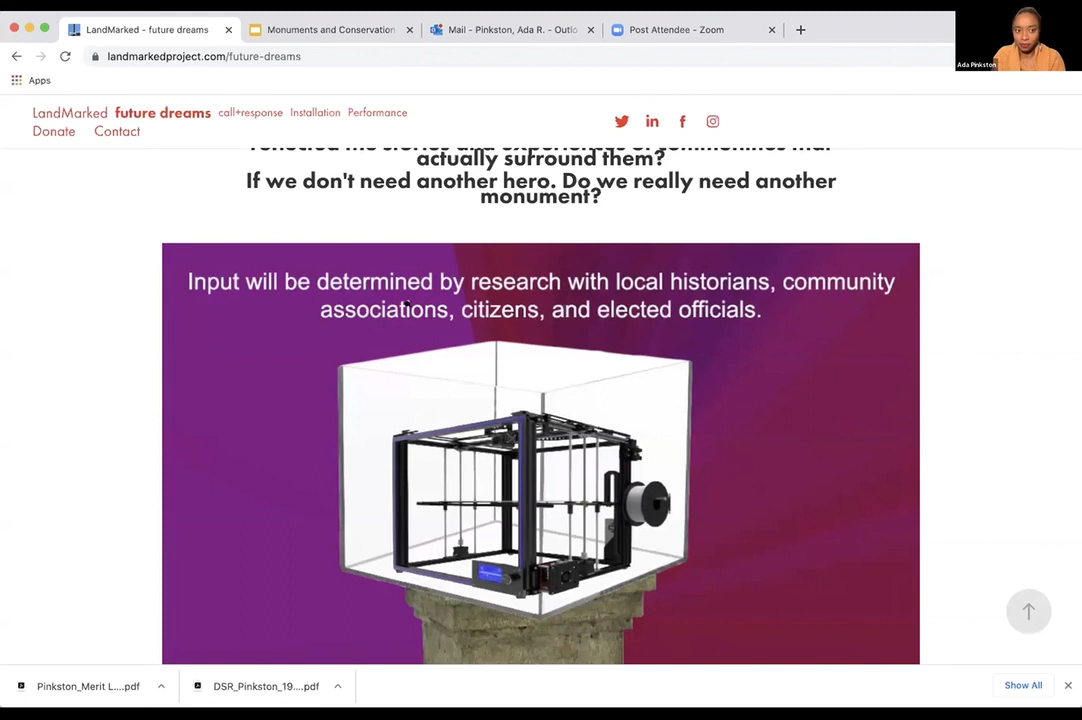 LandMarked - future dreams
Monuments and Conservation
Mail - Pinkston, Ada R. - Outlo
Post Attendee - Zoom
landmarkedproject.com/future-dreams
Ada Pinkston
Apps
LandMarked future dreams call+response Installation Performance
Donate Contact
actually surround them?
If we don't need another hero. Do we really need another
monument?
Input will be determined by research with local historians, community
associations, citizens, and elected officials.
Pinkston_Merit L....pdf
DSR_Pinkston_19....pdf
Show All